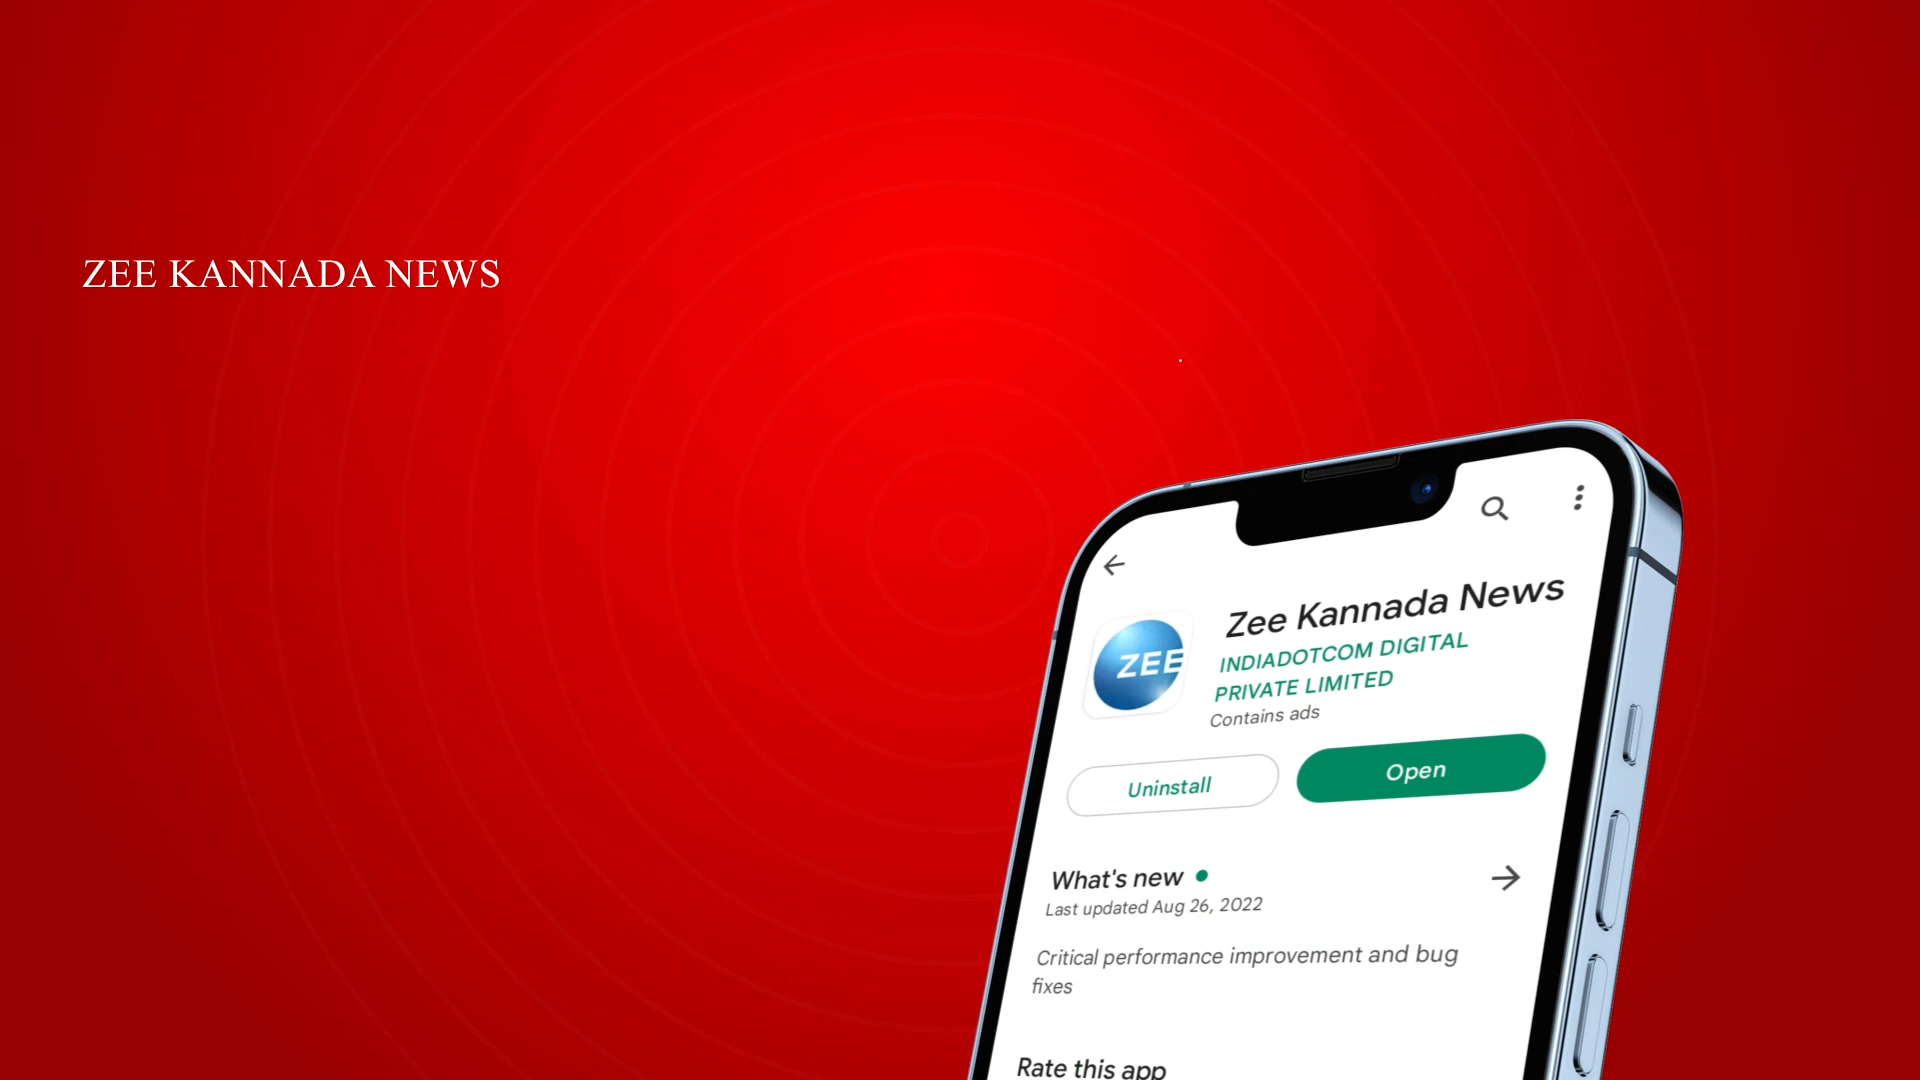 ZEE KANNADA NEWS
Zee Kannada News
ZEE
INDIADOTCOM DIGITAL
PRIVATE LIMITED
Contains ads
Uninstall
Open
What's new
Last updated Aug 26, 2022
Critical performance improvement and bug
fixes
Rate this app